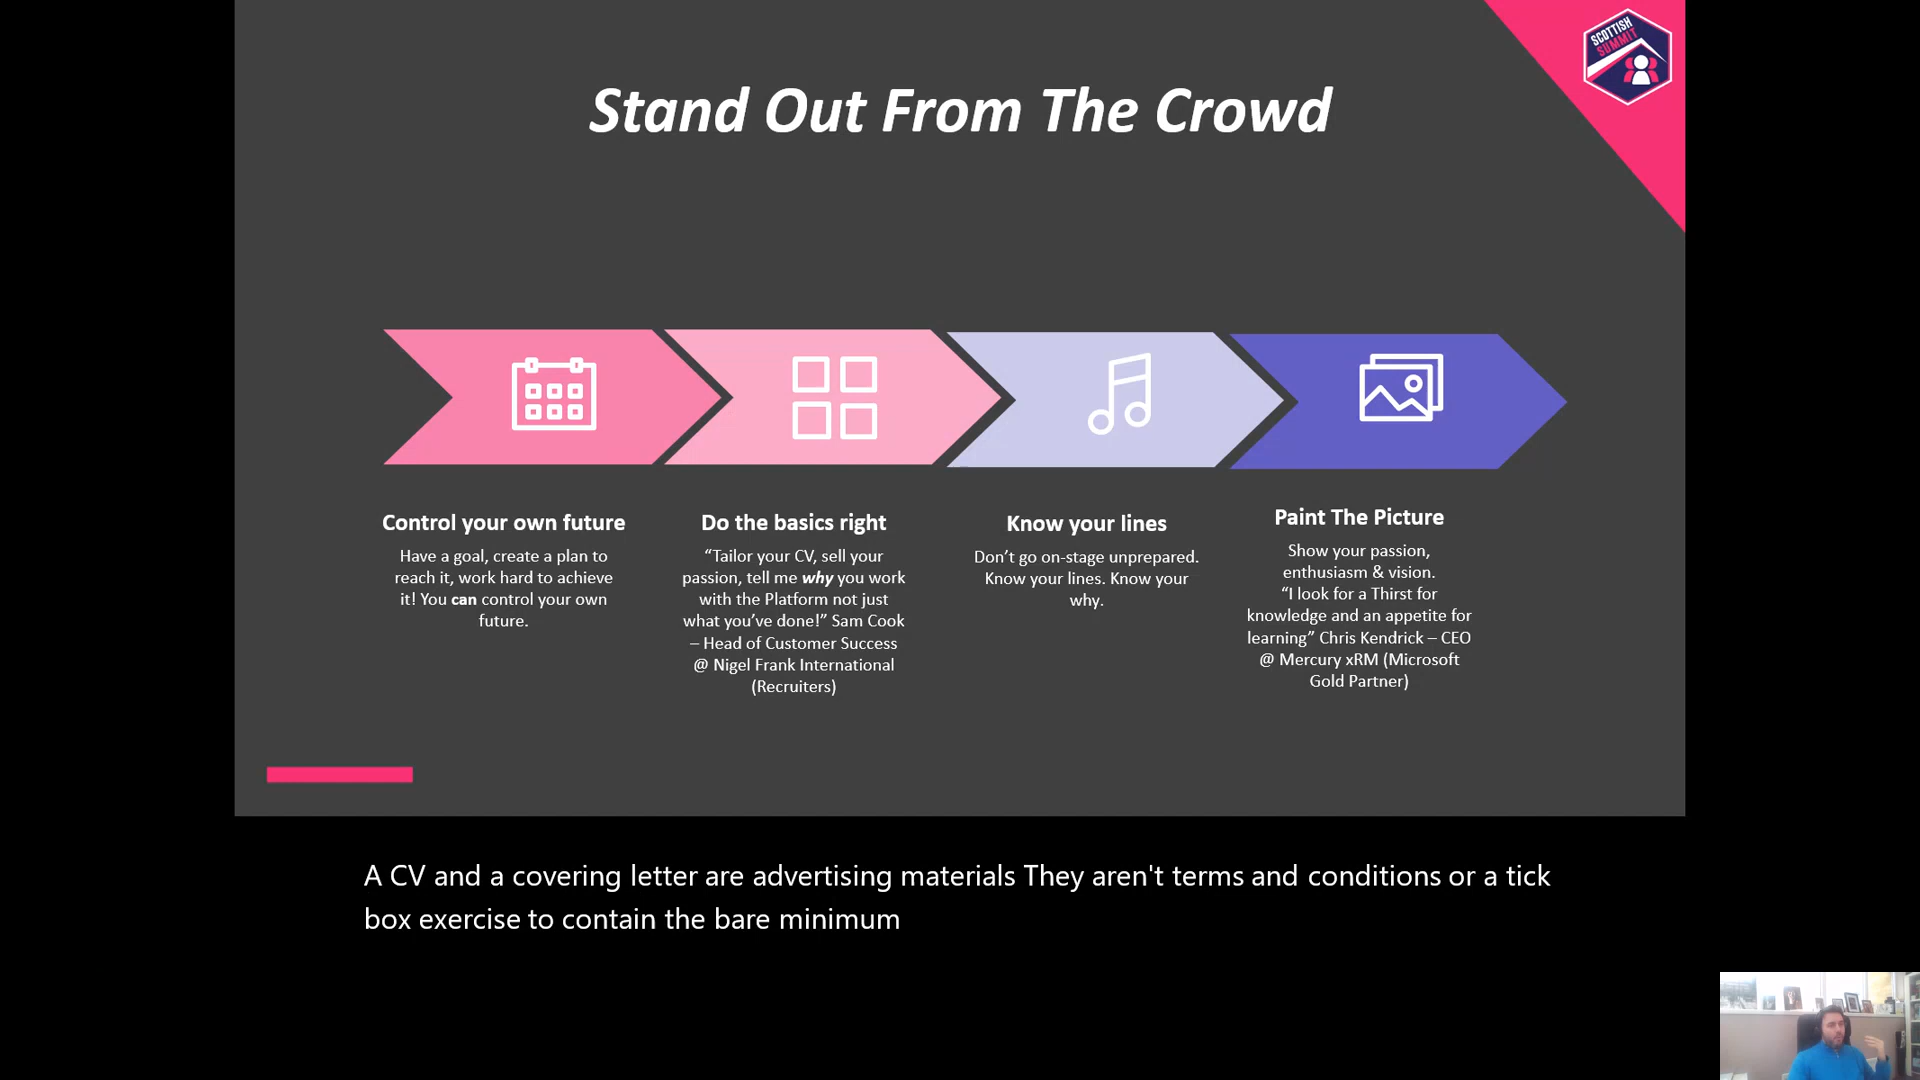 SCOTTISH
SUMMIT
Stand Out From The Crowd
Control your own future
Have a goal, create a plan to
reach it, work hard to achieve
it! You can control your own
future.
Do the basics right
“Tailor your CV, sell your
passion, tell me why you work
with the Platform not just
what you’ve done!” Sam Cook
– Head of Customer Success
@ Nigel Frank International
(Recruiters)
Know your lines
Don’t go on-stage unprepared.
Know your lines. Know your
why.
Paint The Picture
Show your passion,
enthusiasm & vision.
“I look for a Thirst for
knowledge and an appetite for
learning” Chris Kendrick – CEO
@ Mercury xRM (Microsoft
Gold Partner)
A CV and a covering letter are advertising materials They aren't terms and conditions or a tick
box exercise to contain the bare minimum